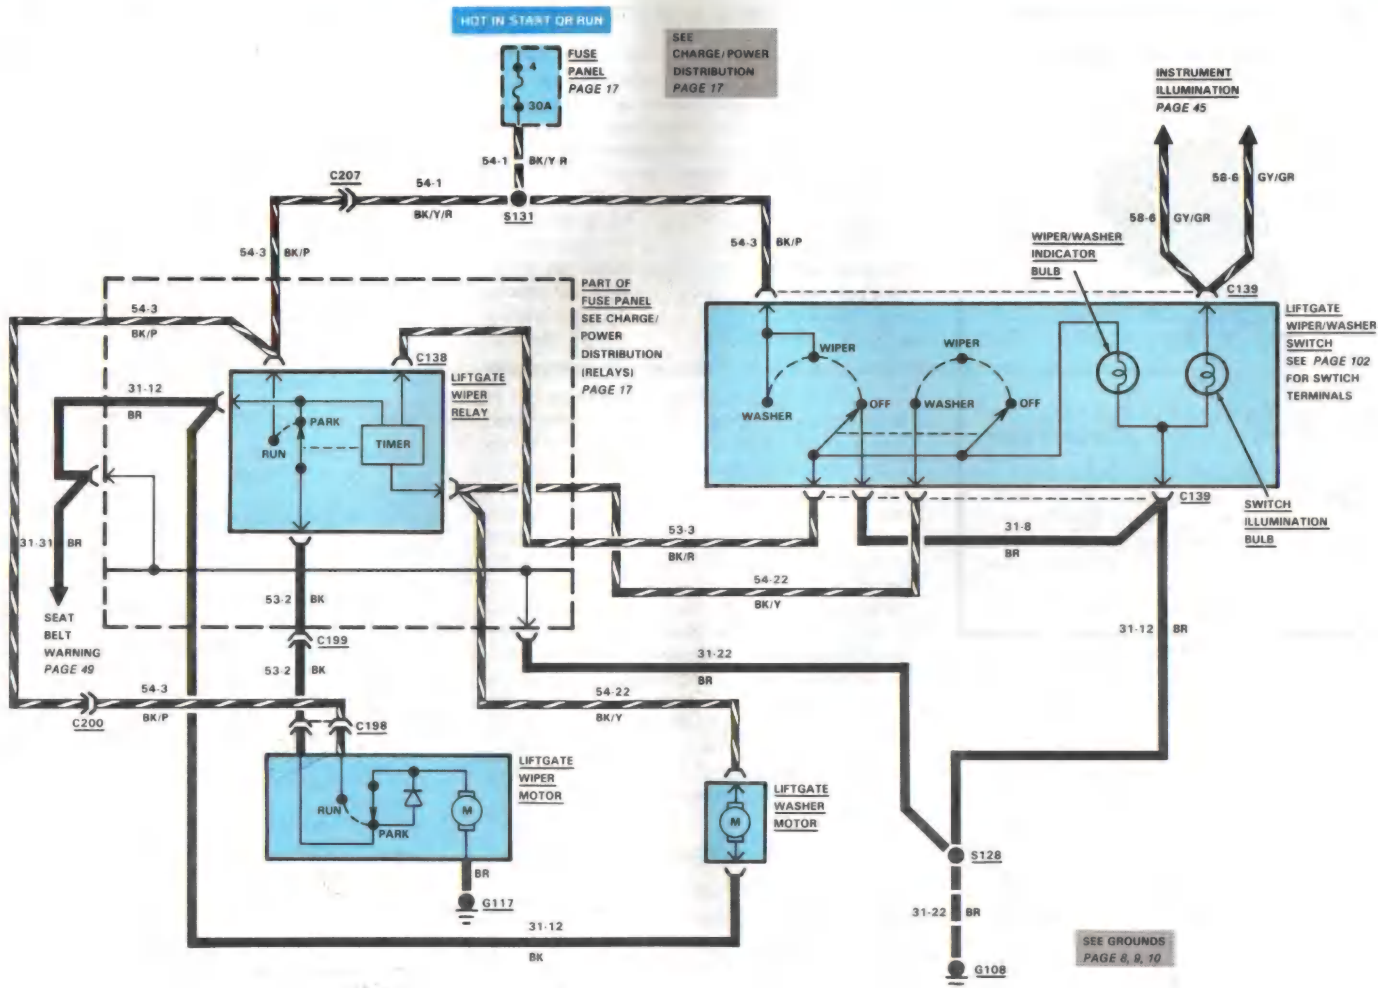 HOT IN START OR RUN
FUSE
PANEL
PAGE 17
4
30A
SEE
CHARGE/POWER
DISTRIBUTION
PAGE 17
INSTRUMENT
ILLUMINATION
PAGE 45
54-1
BK/Y R
C207
54-1
BK/Y/R
S131
58-6
GY/GR
58-6
GY/GR
54-3
BK/P
54-3
BK/P
WIPER/WASHER
INDICATOR
BULB
C139
PART OF
FUSE PANEL
SEE CHARGE/
POWER
DISTRIBUTION
(RELAYS)
PAGE 17
54-3
BK/P
C138
LIFTGATE
WIPER
RELAY
31-12
BR
PARK
RUN
TIMER
WIPER
WASHER
OFF
WIPER
WASHER
OFF
LIFTGATE
WIPER/WASHER
SWITCH
SEE PAGE 102
FOR SWTICH
TERMINALS
C139
SWITCH
ILLUMINATION
BULB
31-31
BR
53-3
BK/R
31-8
BR
54-22
BK/Y
SEAT
BELT
WARNING
PAGE 49
53-2
BK
C199
53-2
BK
31-12
BR
31-22
BR
54-3
BK/P
C200
C198
54-22
BK/Y
LIFTGATE
WIPER
MOTOR
RUN
PARK
M
LIFTGATE
WASHER
MOTOR
M
BR
G117
S128
31-12
BK
31-22
BR
G108
SEE GROUNDS
PAGE 8, 9, 10